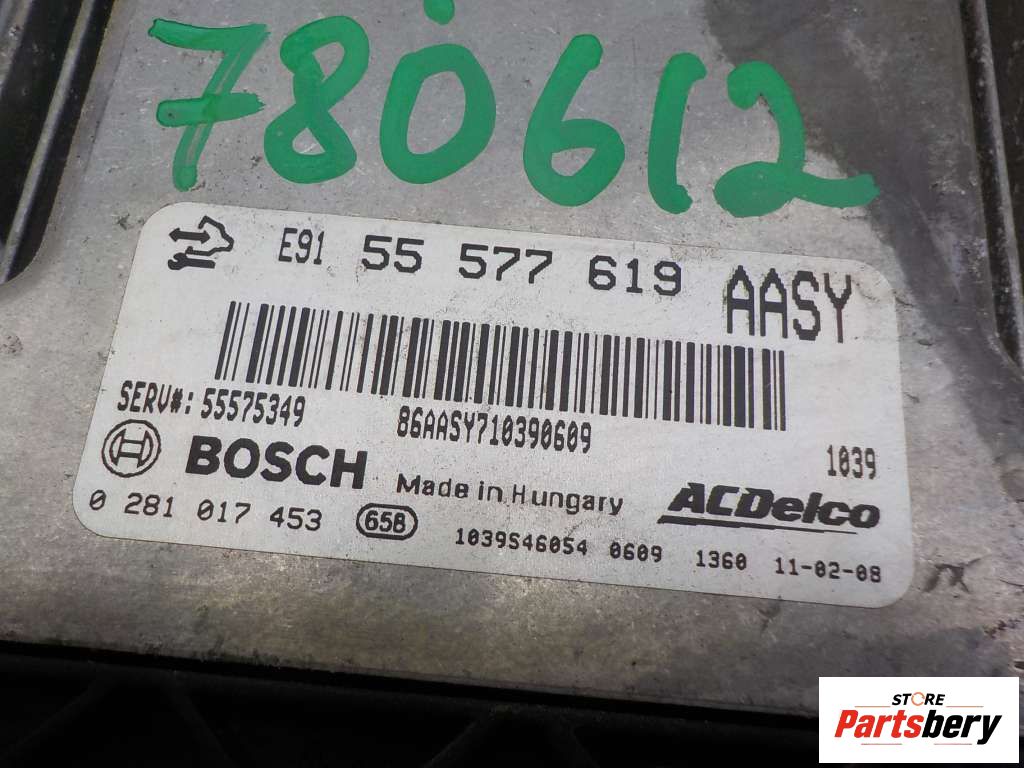 780612
E91 55 577 619 AASY
SERV#: 55575349 86AASY710390609 1039
BOSCH Made in Hungary ACDelco
0 281 017 453 658 1039S46054 0609 1360 11-02-08
STORE
Partsbery